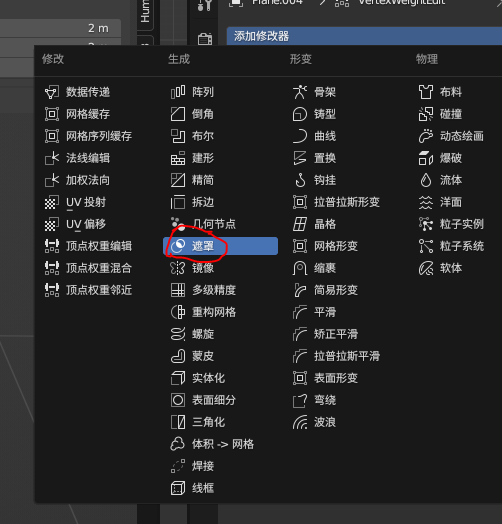 Plane.004 > VertexWeightEdit
2 m
Hum
添加修改器
修改 生成 形变 物理
数据传递 阵列 骨架 布料
网格缓存 倒角 铸型 碰撞
网格序列缓存 布尔 曲线 动态绘画
法线编辑 建形 置换 爆破
加权法向 精简 钩挂 流体
UV 投射 拆边 拉普拉斯形变 洋面
UV 偏移 几何节点 晶格 粒子实例
顶点权重编辑 遮罩 网格形变 粒子系统
顶点权重混合 镜像 缩裹 软体
顶点权重邻近 多级精度 简易形变
重构网格 平滑
螺旋 矫正平滑
蒙皮 拉普拉斯平滑
实体化 表面形变
表面细分 弯绕
三角化 波浪
体积 -> 网格
焊接
线框